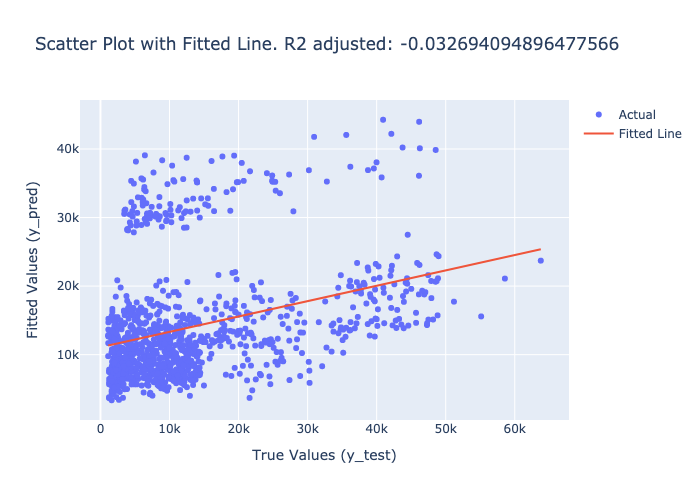 Scatter Plot with Fitted Line. R2 adjusted: -0.032694094896477566
Actual
Fitted Line
40k
30k
20k
10k
Fitted Values (y_pred)
0
10k
20k
30k
40k
50k
60k
True Values (y_test)